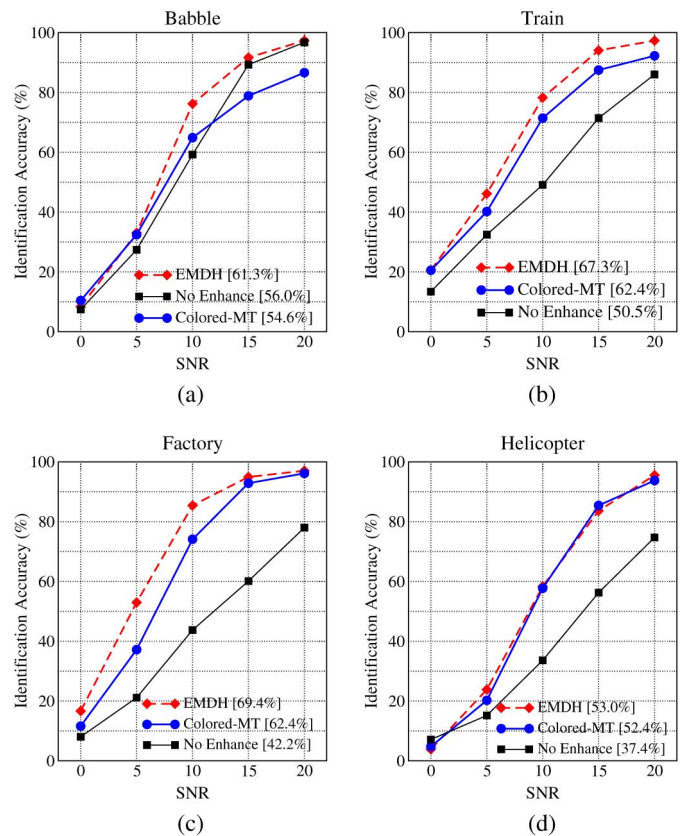 Babble
Identification Accuracy (%)
100
80
60
40
20
0
EMDH [61.3%]
No Enhance [56.0%]
Colored-MT [54.6%]
0 5 10 15 20
SNR
(a)
Train
Identification Accuracy (%)
100
80
60
40
20
0
EMDH [67.3%]
Colored-MT [62.4%]
No Enhance [50.5%]
0 5 10 15 20
SNR
(b)
Factory
Identification Accuracy (%)
100
80
60
40
20
0
EMDH [69.4%]
Colored-MT [62.4%]
No Enhance [42.2%]
0 5 10 15 20
SNR
(c)
Helicopter
Identification Accuracy (%)
100
80
60
40
20
0
EMDH [53.0%]
Colored-MT [52.4%]
No Enhance [37.4%]
0 5 10 15 20
SNR
(d)